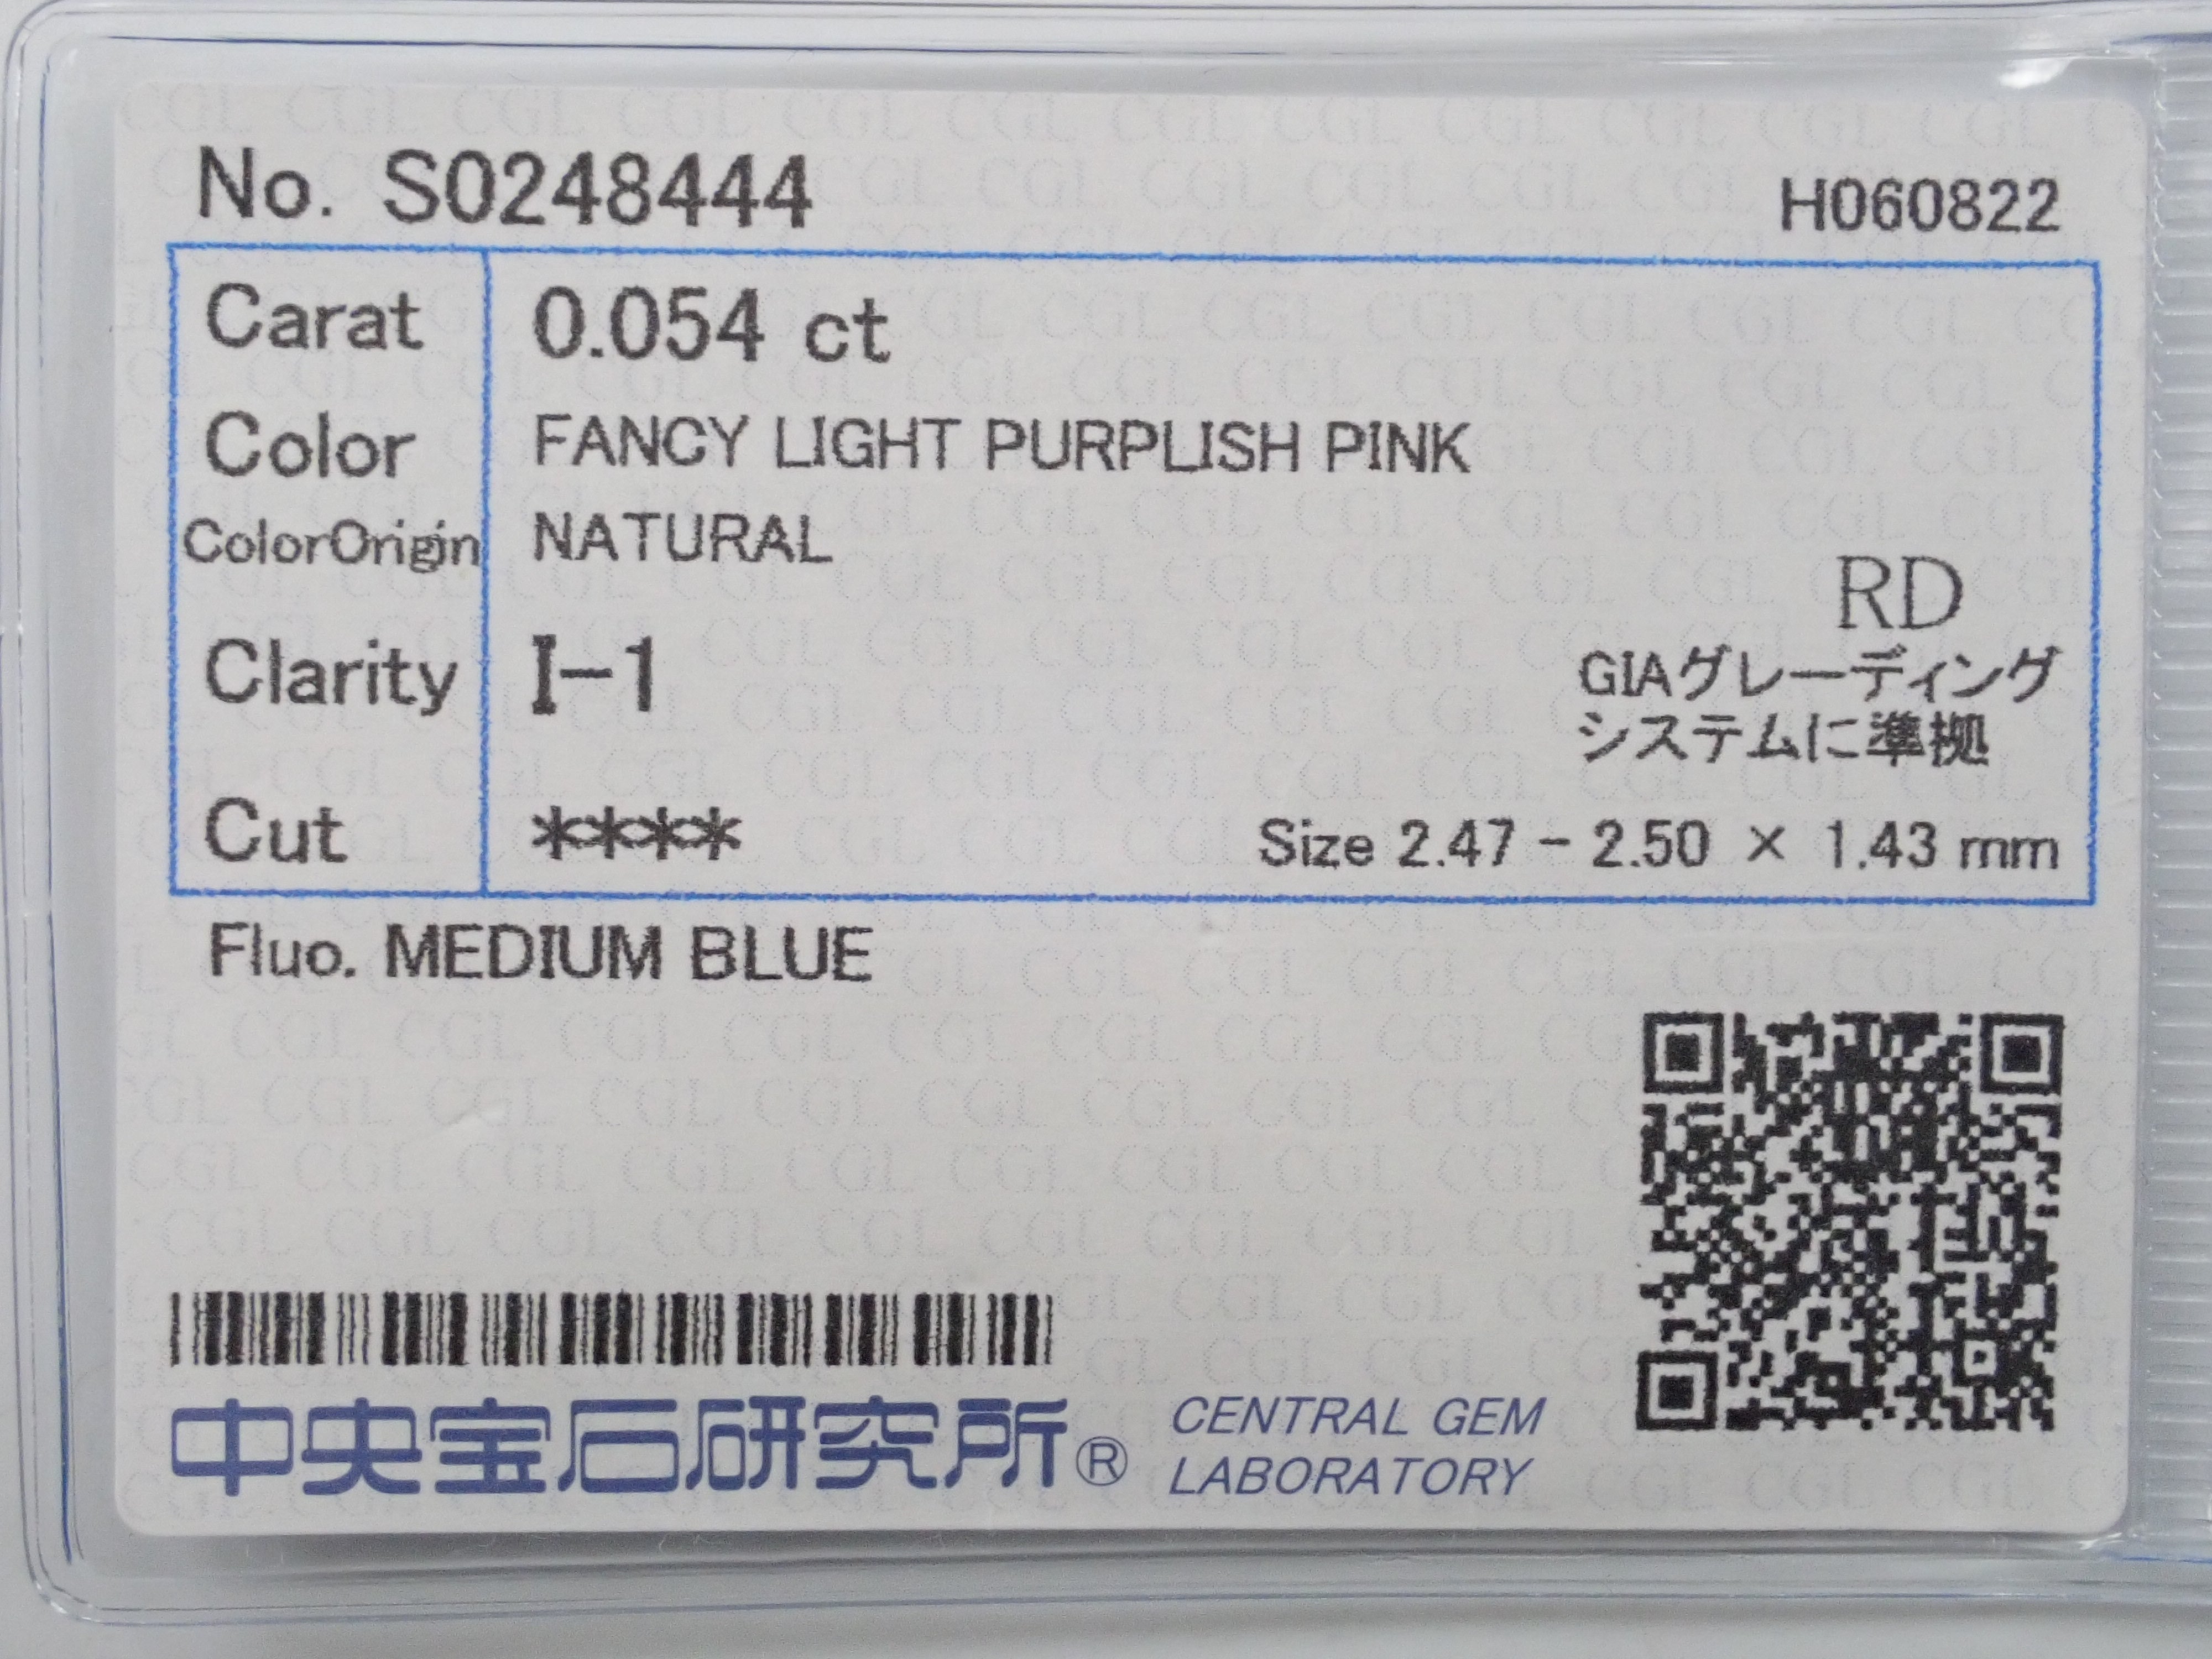 No. S0248444
H060822
Carat 0.054 ct
Color FANCY LIGHT PURPLISH PINK
ColorOrigin NATURAL
RD
Clarity I-1
GIAグレーディング
システムに準拠
Cut ****
Size 2.47 - 2.50 × 1.43 mm
Fluo. MEDIUM BLUE
中央宝石研究所®
CENTRAL GEM
LABORATORY